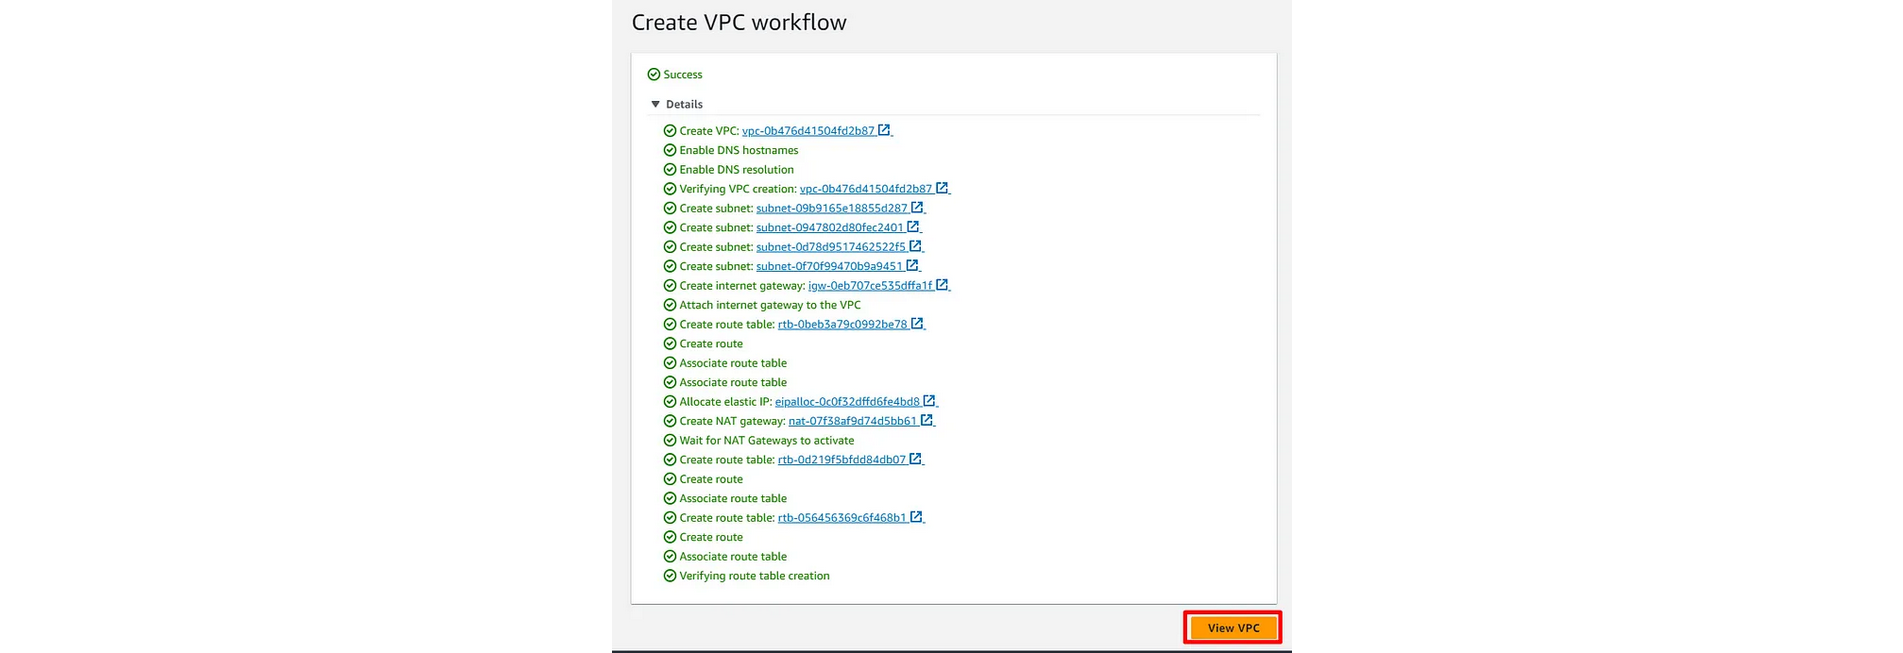 Create VPC workflow
Success
Details
Create VPC: vpc-0b476d41504fd2b87
Enable DNS hostnames
Enable DNS resolution
Verifying VPC creation: vpc-0b476d41504fd2b87
Create subnet: subnet-09b9165e18855d287
Create subnet: subnet-0947802d80fec2401
Create subnet: subnet-0d78d9517462522f5
Create subnet: subnet-0f70f99470b9a9451
Create internet gateway: igw-0eb707ce535dffa1f
Attach internet gateway to the VPC
Create route table: rtb-0beb3a79c0992be78
Create route
Associate route table
Associate route table
Allocate elastic IP: eipalloc-0c0f32dffd6fe4bd8
Create NAT gateway: nat-07f38af9d74d5bb61
Wait for NAT Gateways to activate
Create route table: rtb-0d219f5bfdd84db07
Create route
Associate route table
Create route table: rtb-056456369c6f468b1
Create route
Associate route table
Verifying route table creation
View VPC